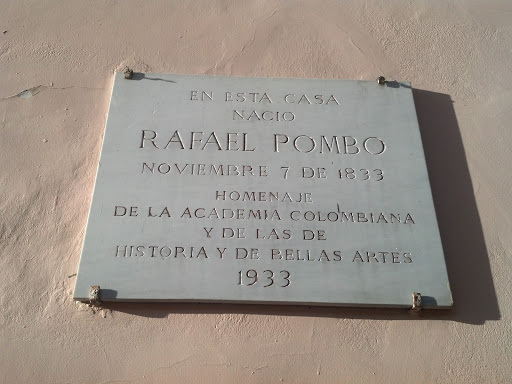 EN ESTA CASA
NACIO
RAFAEL POMBO
NOVIEMBRE 7 DE 1833
HOMENAJE
DE LA ACADEMIA COLOMBIANA
Y DE LAS DE
HISTORIA Y DE BELLAS ARTES
1933